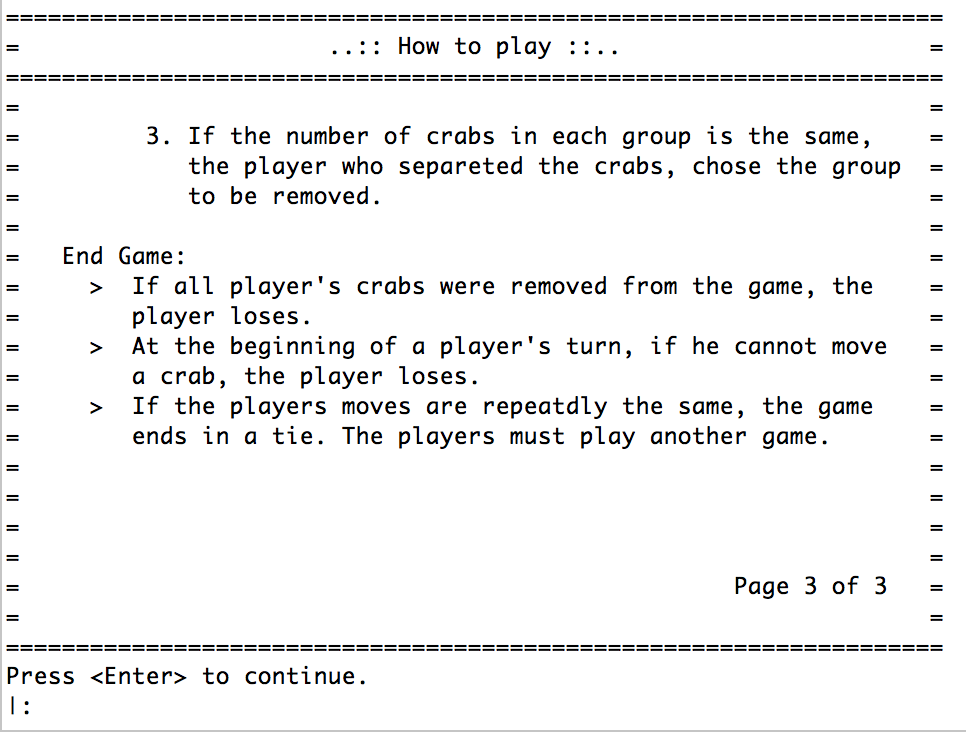 ===================================================================
=                      ..:: How to play ::..                      =
===================================================================
=                                                                 =
=         3. If the number of crabs in each group is the same,    =
=            the player who separeted the crabs, chose the group  =
=            to be removed.                                       =
=                                                                 =
=   End Game:                                                     =
=     >  If all player's crabs were removed from the game, the    =
=        player loses.                                            =
=     >  At the beginning of a player's turn, if he cannot move   =
=        a crab, the player loses.                                =
=     >  If the players moves are repeatdly the same, the game    =
=        ends in a tie. The players must play another game.       =
=                                                                 =
=                                                                 =
=                                                                 =
=                                                                 =
=                                                   Page 3 of 3   =
=                                                                 =
===================================================================
Press <Enter> to continue.
|: